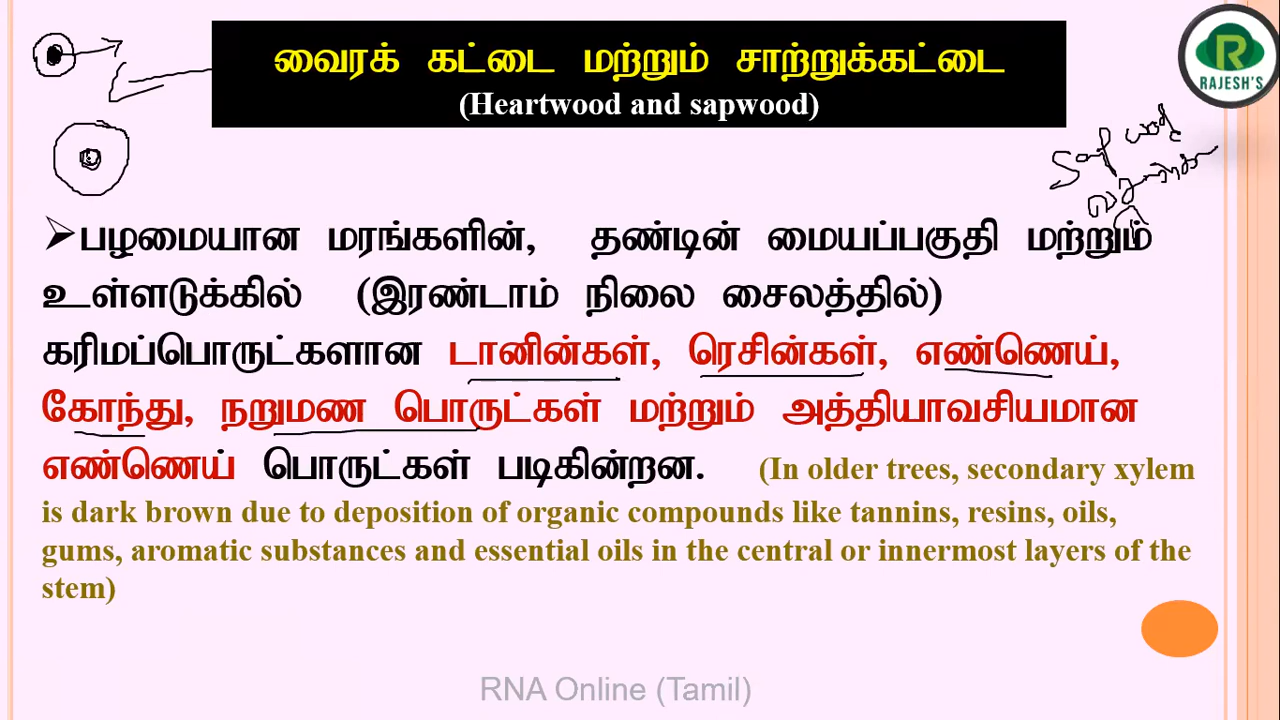 வைரக் கட்டை மற்றும் சாற்றுக்கட்டை
(Heartwood and sapwood)
R
RAJESH'S
Sap wood
பழமையான மரங்களின், தண்டின் மையப்பகுதி மற்றும்
உள்ளடுக்கில் (இரண்டாம் நிலை சைலத்தில்)
கரிமப்பொருட்களான டானின்கள், ரெசின்கள், எண்ணெய்,
கோந்து, நறுமண பொருட்கள் மற்றும் அத்தியாவசியமான
எண்ணெய் பொருட்கள் படிகின்றன. (In older trees, secondary xylem
is dark brown due to deposition of organic compounds like tannins, resins, oils,
gums, aromatic substances and essential oils in the central or innermost layers of the
stem)
RNA Online (Tamil)